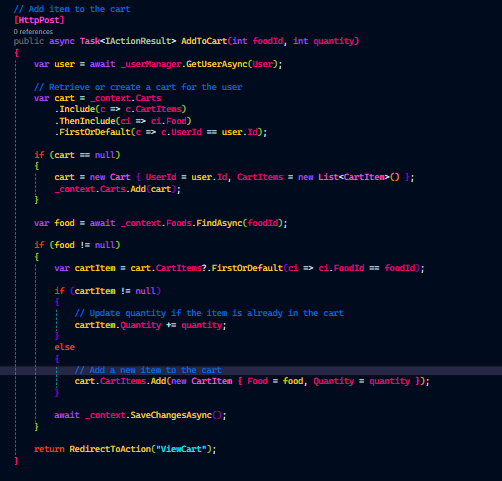 // Add item to the cart
[HttpPost]
0 references
public async Task<IActionResult> AddToCart(int foodId, int quantity)
{
var user = await _userManager.GetUserAsync(User);
// Retrieve or create a cart for the user
var cart = _context.Carts
.Include(c => c.CartItems)
.ThenInclude(ci => ci.Food)
.FirstOrDefault(c => c.UserId == user.Id);
if (cart == null)
{
cart = new Cart { UserId = user.Id, CartItems = new List<CartItem>() };
_context.Carts.Add(cart);
}
var food = await _context.Foods.FindAsync(foodId);
if (food != null)
{
var cartItem = cart.CartItems?.FirstOrDefault(ci => ci.FoodId == foodId);
if (cartItem != null)
{
// Update quantity if the item is already in the cart
cartItem.Quantity += quantity;
}
else
{
// Add a new item to the cart
cart.CartItems.Add(new CartItem { Food = food, Quantity = quantity });
}
await _context.SaveChangesAsync();
}
return RedirectToAction("ViewCart");
}